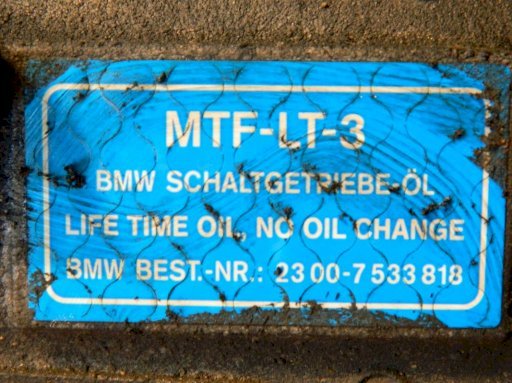 MTF-LT-3
BMW SCHALTGETRIEBE-ÖL
LIFE TIME OIL, NO OIL CHANGE
BMW BEST.-NR.: 23 00-7 533 818